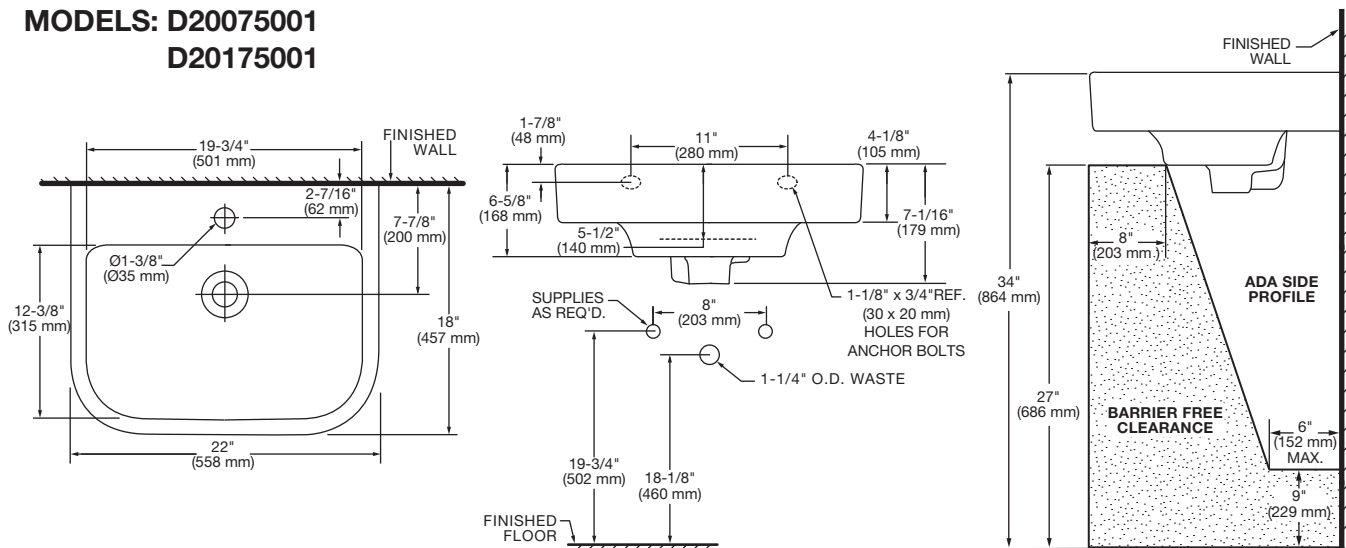 MODELS: D20075001
D20175001
19-3/4"
(501 mm)
FINISHED
WALL
2-7/16"
(62 mm)
7-7/8"
(200 mm)
Ø1-3/8"
(Ø35 mm)
12-3/8"
(315 mm)
18"
(457 mm)
22"
(558 mm)
1-7/8"
(48 mm)
11"
(280 mm)
4-1/8"
(105 mm)
6-5/8"
(168 mm)
7-1/16"
(179 mm)
5-1/2"
(140 mm)
SUPPLIES
AS REQ'D.
8"
(203 mm)
1-1/8" x 3/4"REF.
(30 x 20 mm)
HOLES FOR
ANCHOR BOLTS
1-1/4" O.D. WASTE
19-3/4"
(502 mm)
18-1/8"
(460 mm)
FINISHED
FLOOR
FINISHED
WALL
8"
(203 mm)
34"
(864 mm)
ADA SIDE
PROFILE
27"
(686 mm)
BARRIER FREE
CLEARANCE
6"
(152 mm)
MAX.
9"
(229 mm)